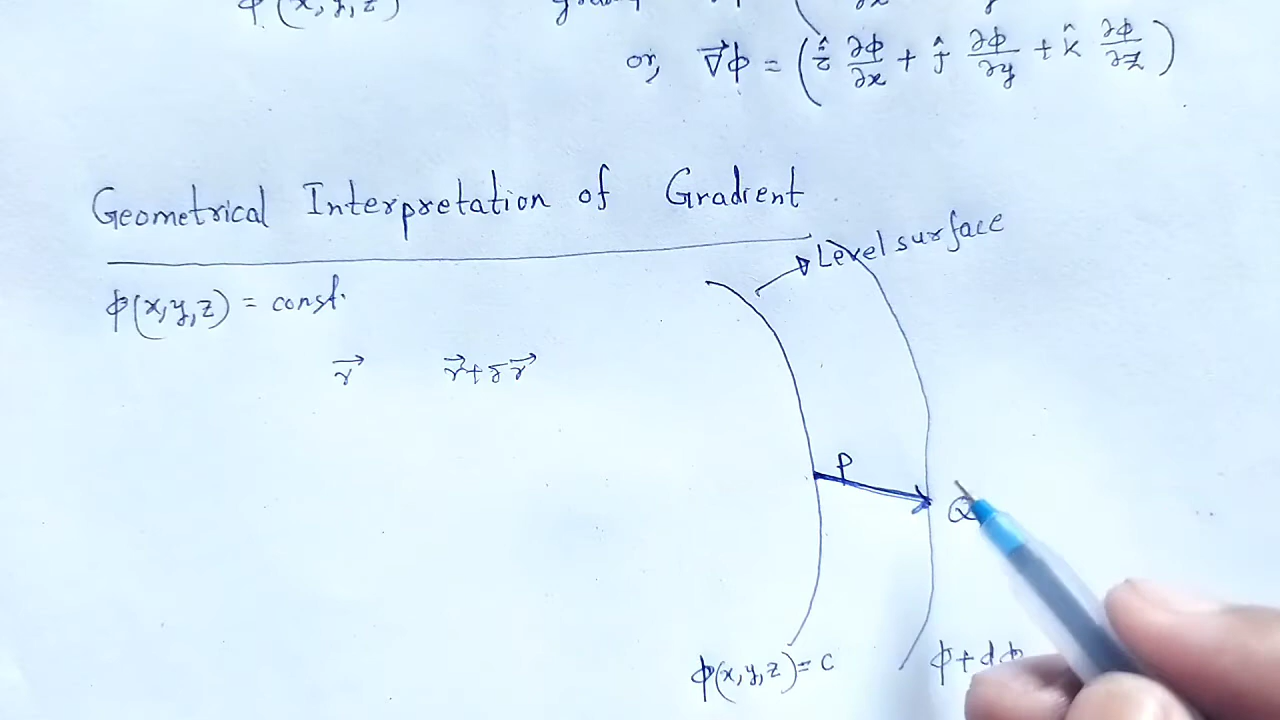 φ(x, y, z)
or, ∇⃗φ = (î ∂φ/∂x + ĵ ∂φ/∂y + k̂ ∂φ/∂z)
Geometrical Interpretation of Gradient
Level surface
φ(x, y, z) = const.
r⃗ r⃗+δr⃗
P
Q
φ(x, y, z) = c φ+dφ